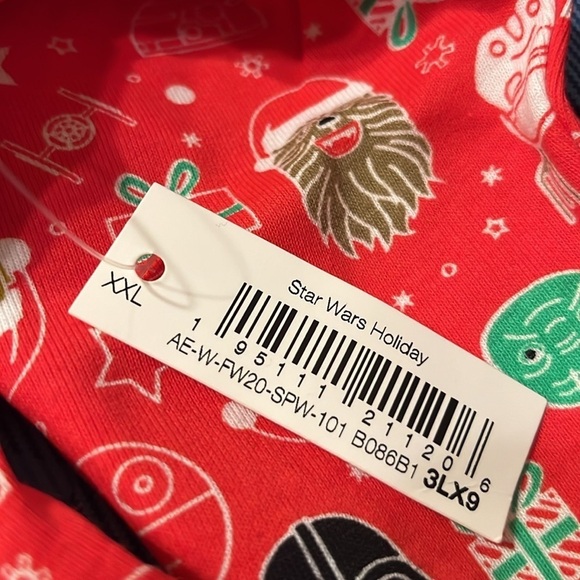 XXL
Star Wars Holiday
1 95111 21120 6
AE-W-FW20-SPW-101 B086B1 3LX9